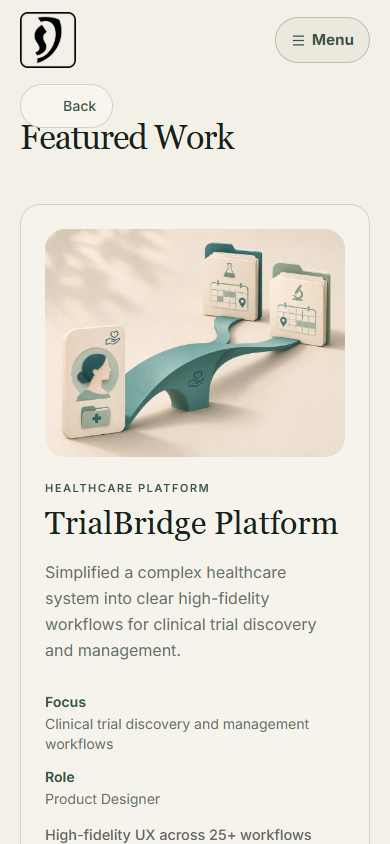 Menu
Back
Featured Work
HEALTHCARE PLATFORM
TrialBridge Platform
Simplified a complex healthcare
system into clear high-fidelity
workflows for clinical trial discovery
and management.
Focus
Clinical trial discovery and management
workflows
Role
Product Designer
High-fidelity UX across 25+ workflows